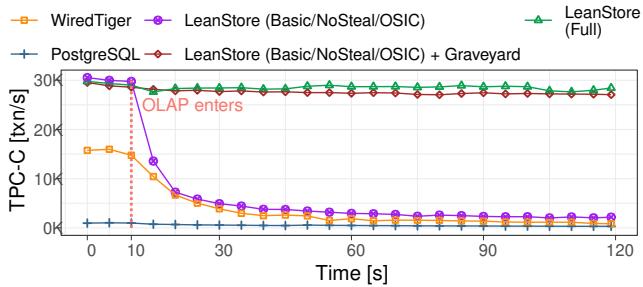 WiredTiger
LeanStore (Basic/NoSteal/OSIC)
LeanStore
(Full)
PostgreSQL
LeanStore (Basic/NoSteal/OSIC) + Graveyard
30K
20K
10K
0K
TPC-C [txn/s]
OLAP enters
0 10 30 60 90 120
Time [s]